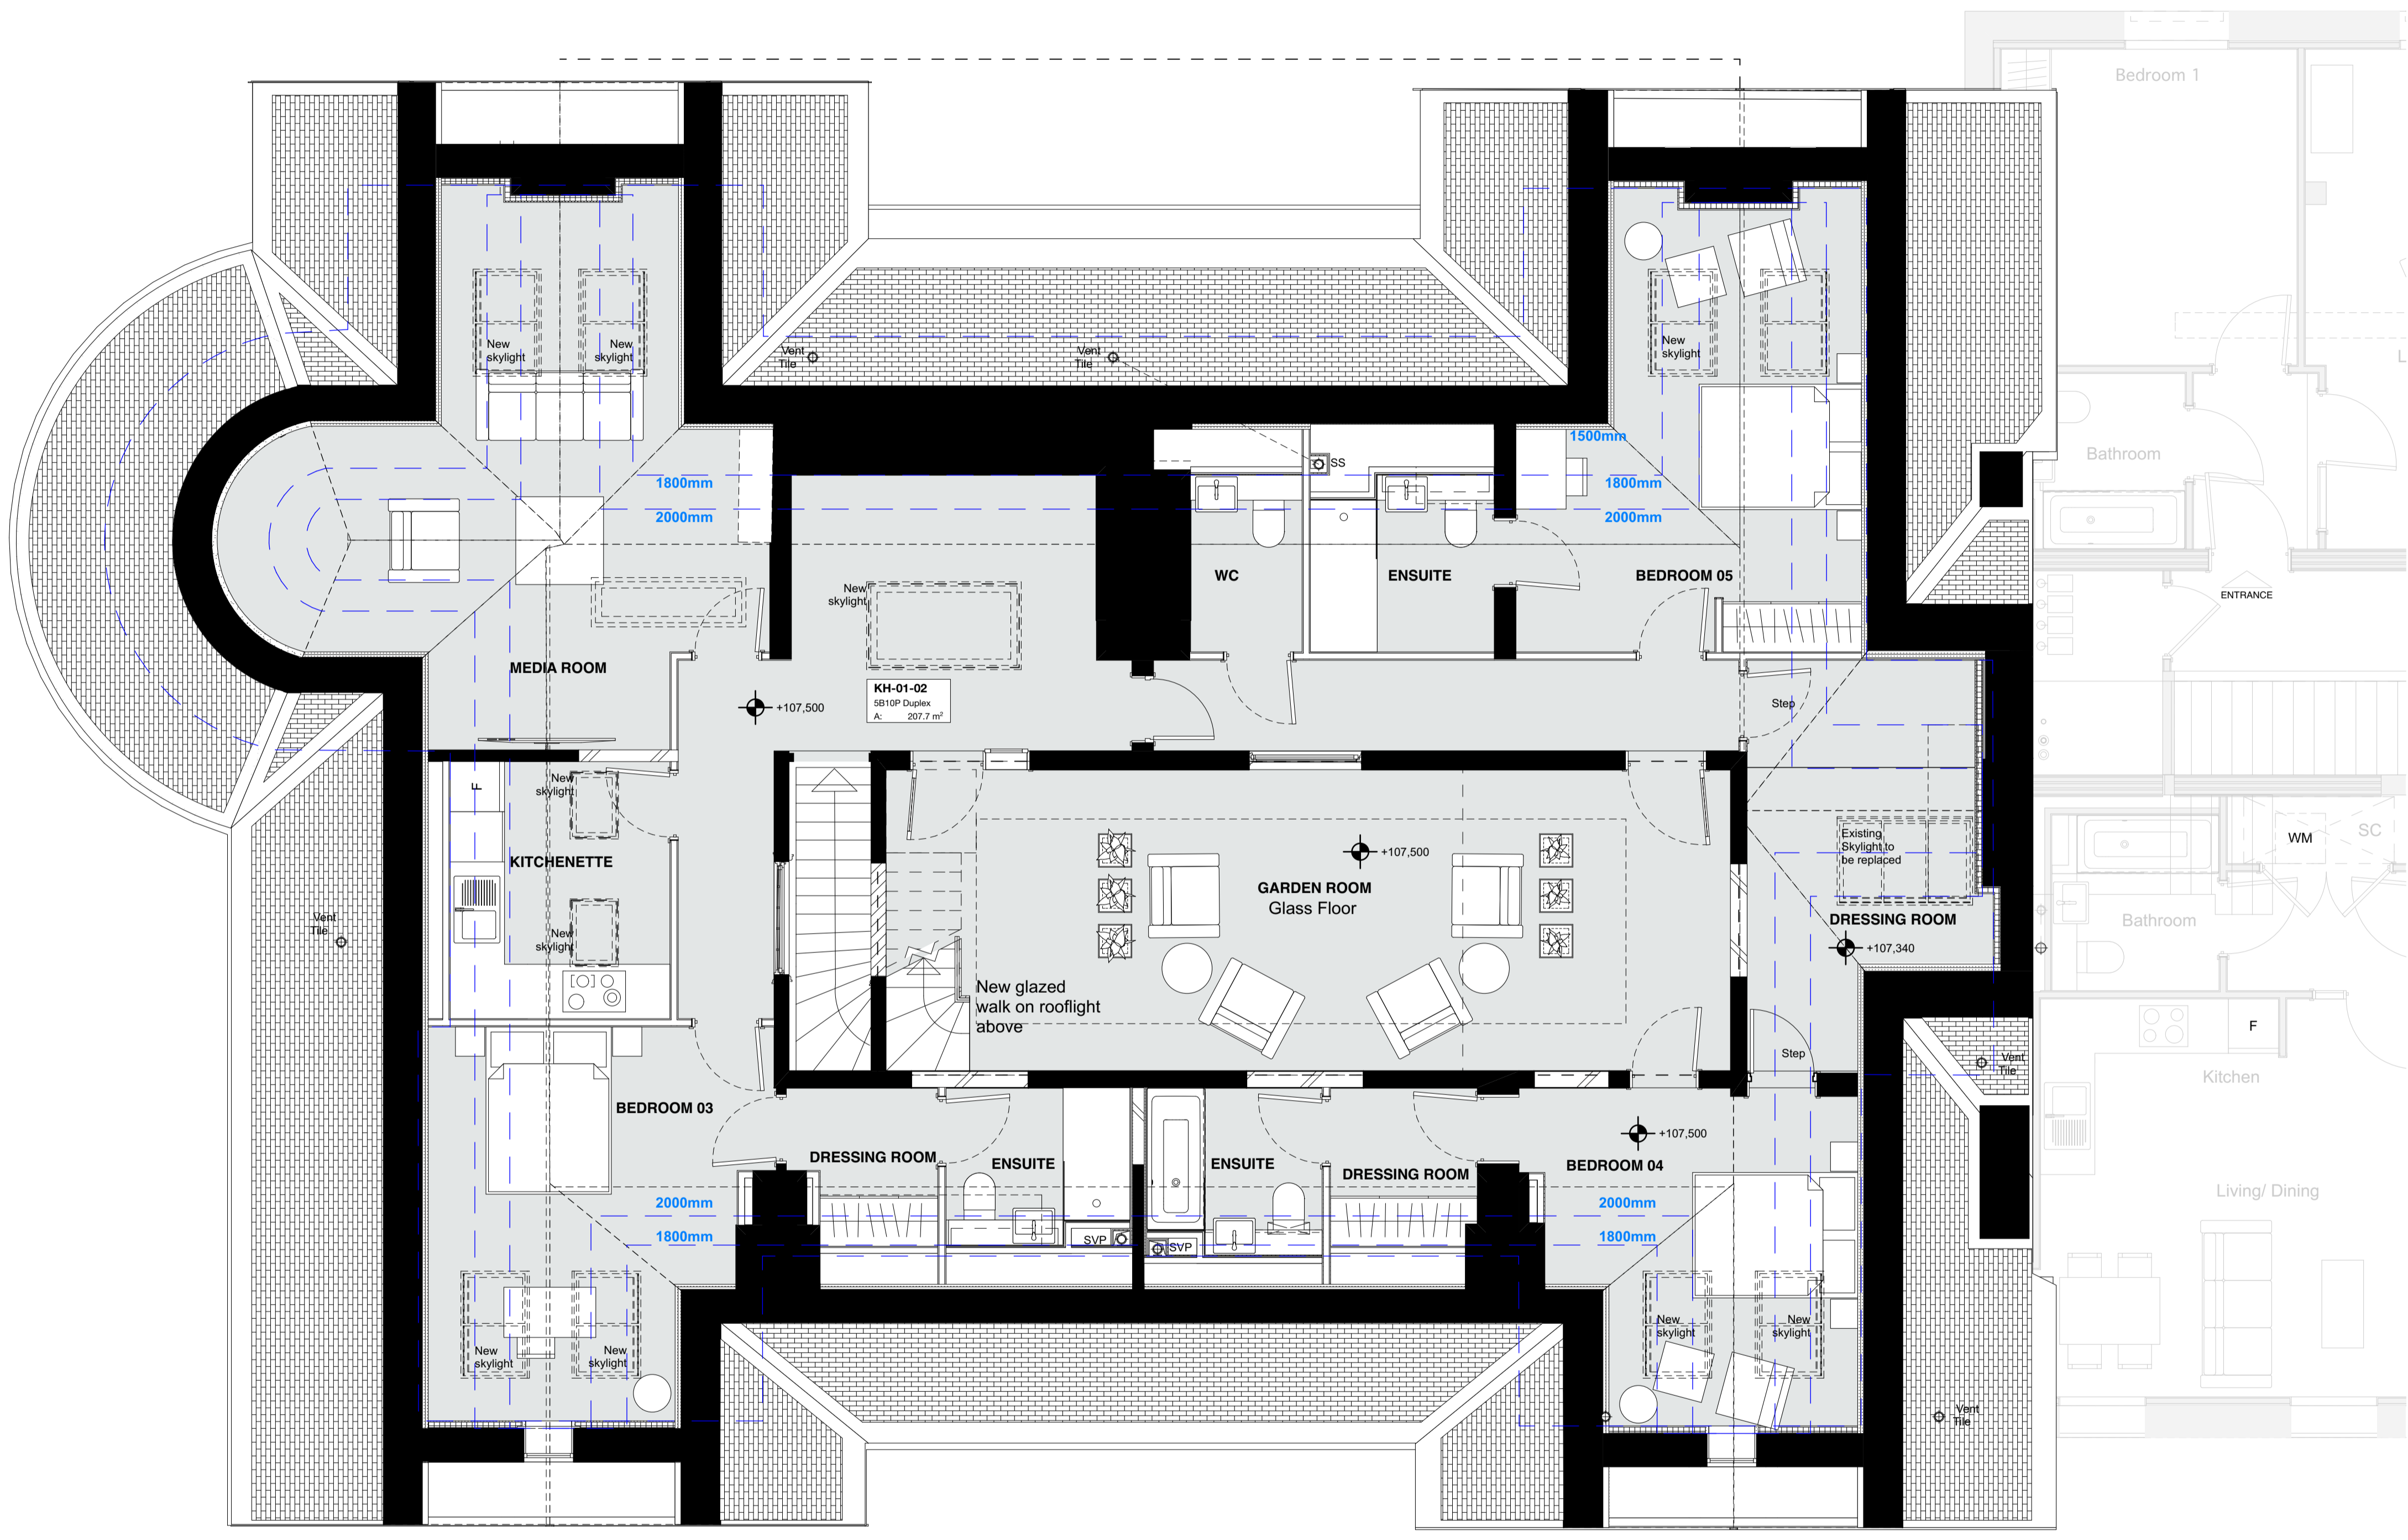 Bedroom 1
New
skylight
New
skylight
New
skylight
Vent
Tile
Vent
Tile
1500mm
1800mm
2000mm
SS
1800mm
2000mm
Bathroom
WC
ENSUITE
BEDROOM 05
New
skylight
ENTRANCE
MEDIA ROOM
KH-01-02
5B10P Duplex
A: 207.7 m²
+107,500
Step
F
New
skylight
KITCHENETTE
New
skylight
+107,500
GARDEN ROOM
Glass Floor
Existing
Skylight to
be replaced
DRESSING ROOM
+107,340
WM
SC
Bathroom
Vent
Tile
New glazed
walk on rooflight
above
F
Step
Vent
Tile
Kitchen
BEDROOM 03
DRESSING ROOM
ENSUITE
ENSUITE
DRESSING ROOM
+107,500
BEDROOM 04
Living/ Dining
2000mm
1800mm
SVP
SVP
2000mm
1800mm
New
skylight
New
skylight
New
skylight
New
skylight
Vent
Tile